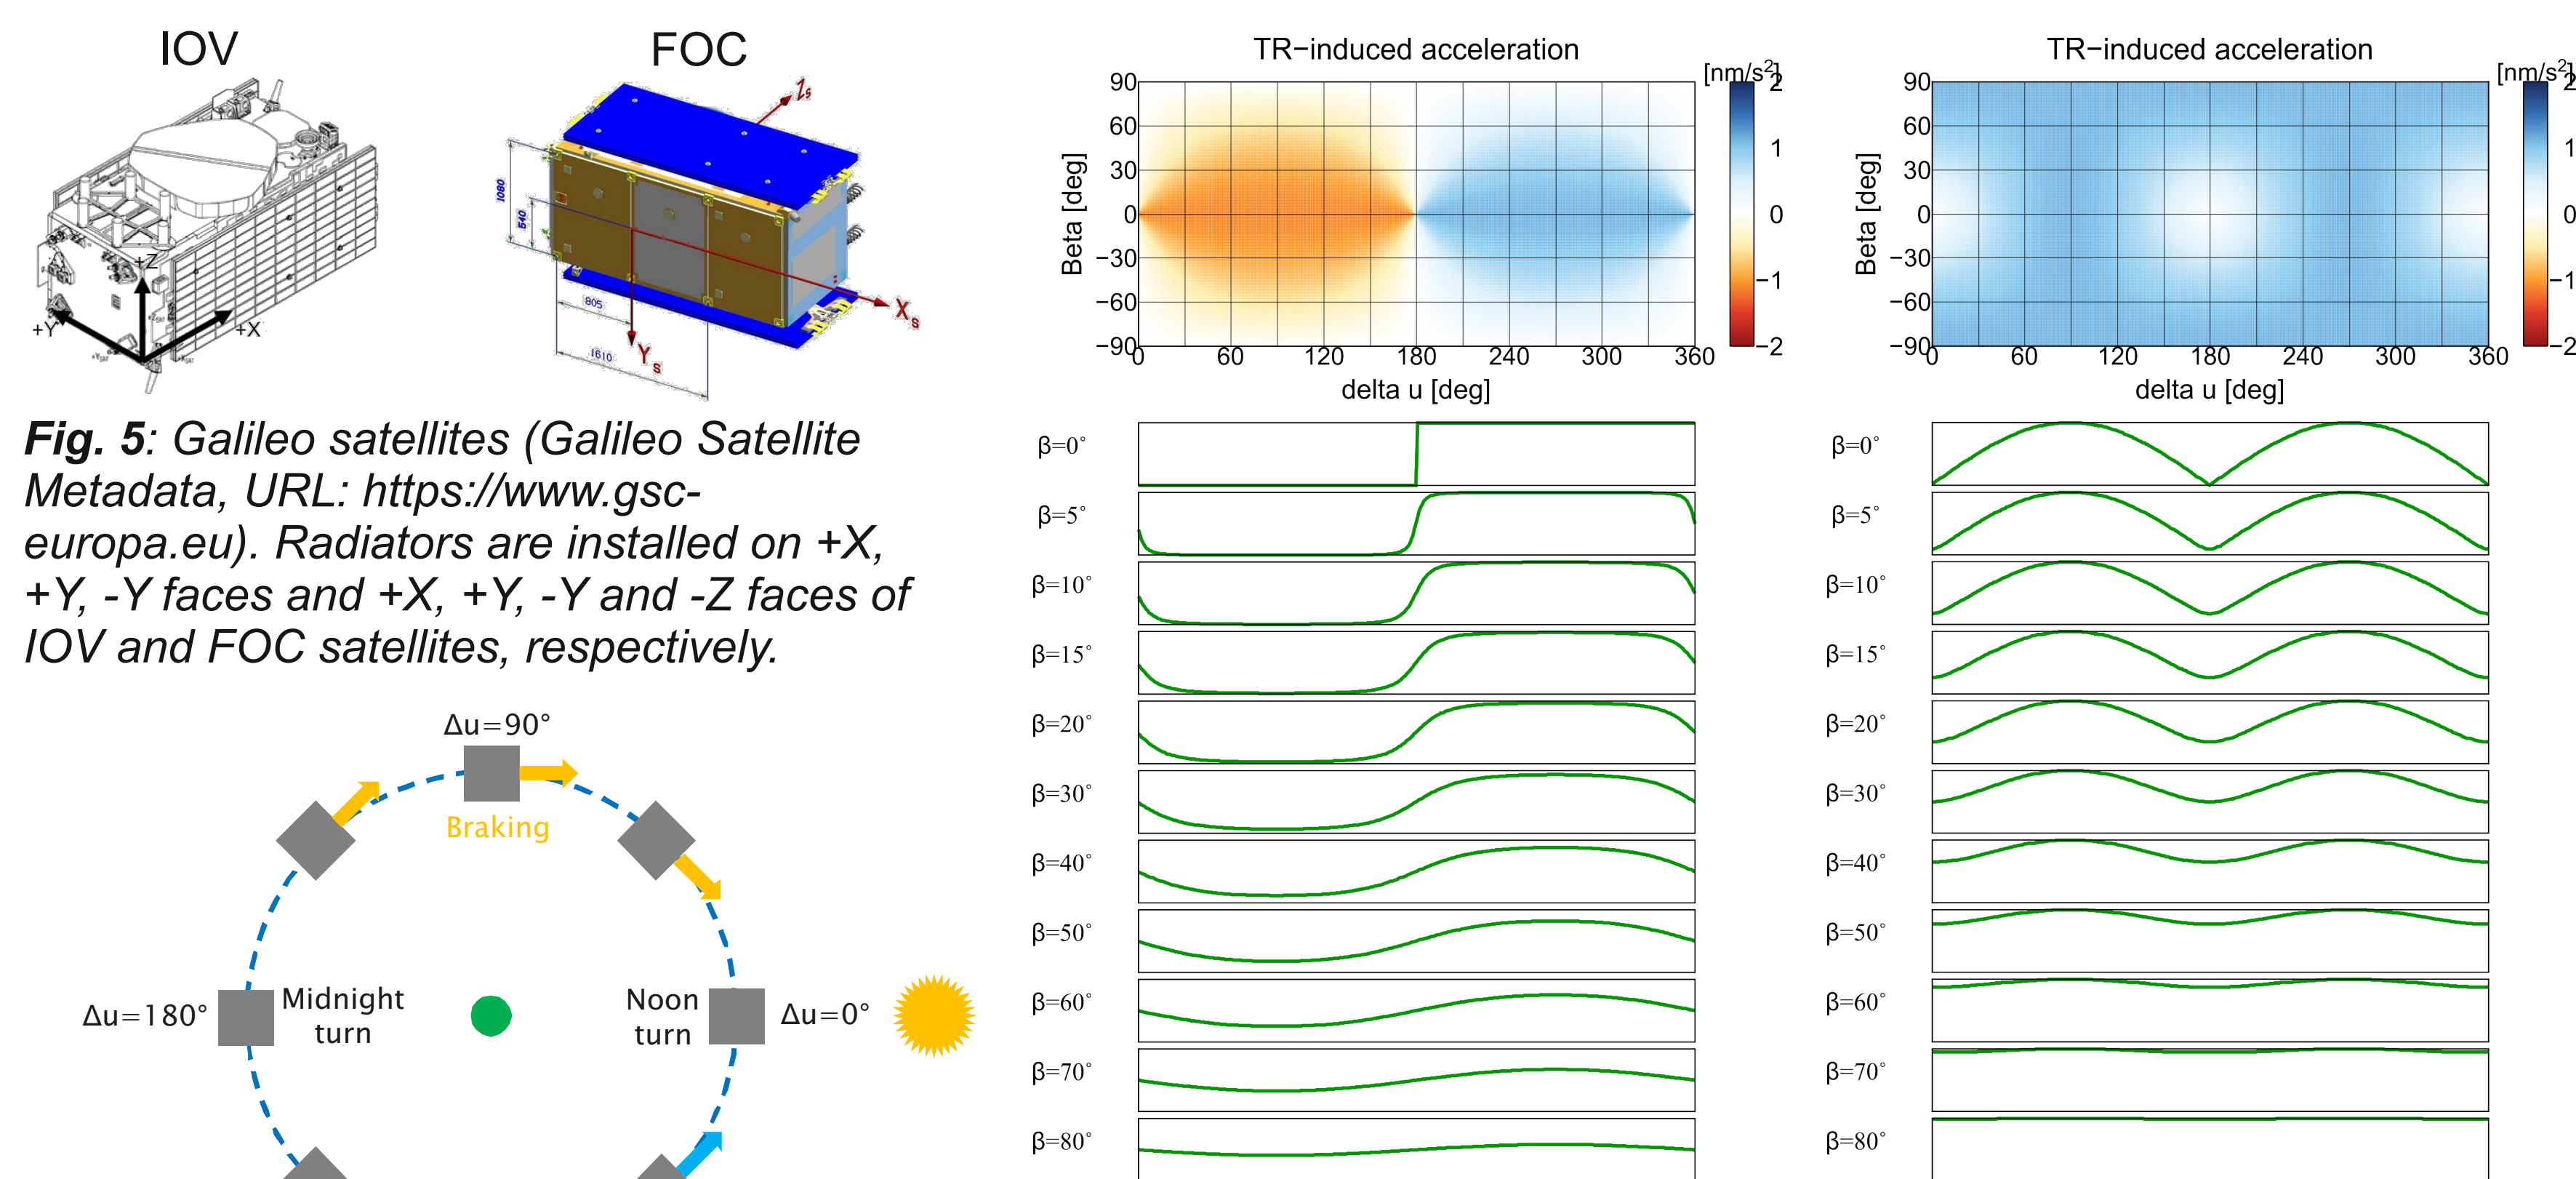 IOV
FOC
+Z
+Y
+X
Zs
Xs
Ys
1080
540
805
1610
Fig. 5: Galileo satellites (Galileo Satellite
Metadata, URL: https://www.gsc-
europa.eu). Radiators are installed on +X,
+Y, -Y faces and +X, +Y, -Y and -Z faces of
IOV and FOC satellites, respectively.
Δu=90°
Braking
Δu=180°
Midnight
turn
Noon
turn
Δu=0°
TR−induced acceleration
[nm/s²]
Beta [deg]
90
60
30
0
−30
−60
−90
0 60 120 180 240 300 360
delta u [deg]
2
1
0
−1
−2
β=0°
β=5°
β=10°
β=15°
β=20°
β=30°
β=40°
β=50°
β=60°
β=70°
β=80°
TR−induced acceleration
[nm/s²]
Beta [deg]
90
60
30
0
−30
−60
−90
0 60 120 180 240 300 360
delta u [deg]
2
1
0
−1
−2
β=0°
β=5°
β=10°
β=15°
β=20°
β=30°
β=40°
β=50°
β=60°
β=70°
β=80°